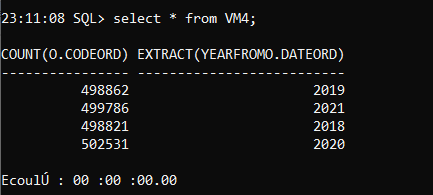 23:11:08 SQL> select * from VM4;
COUNT(O.CODEORD) EXTRACT(YEARFROMO.DATEORD)
---------------- --------------------------
498862 2019
499786 2021
498821 2018
502531 2020
EcoulÚ : 00 :00 :00.00